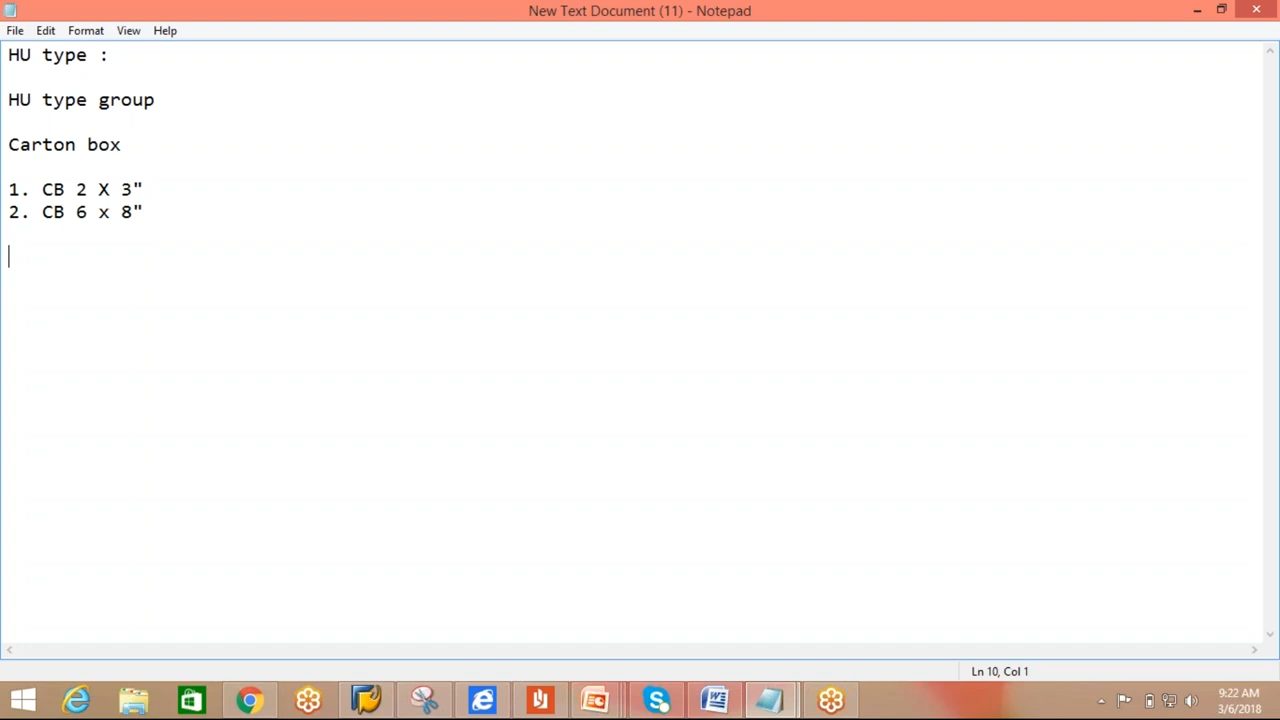 New Text Document (11) - Notepad
File Edit Format View Help
HU type :
HU type group
Carton box
1. CB 2 X 3"
2. CB 6 x 8"
Ln 10, Col 1
9:22 AM
3/6/2018